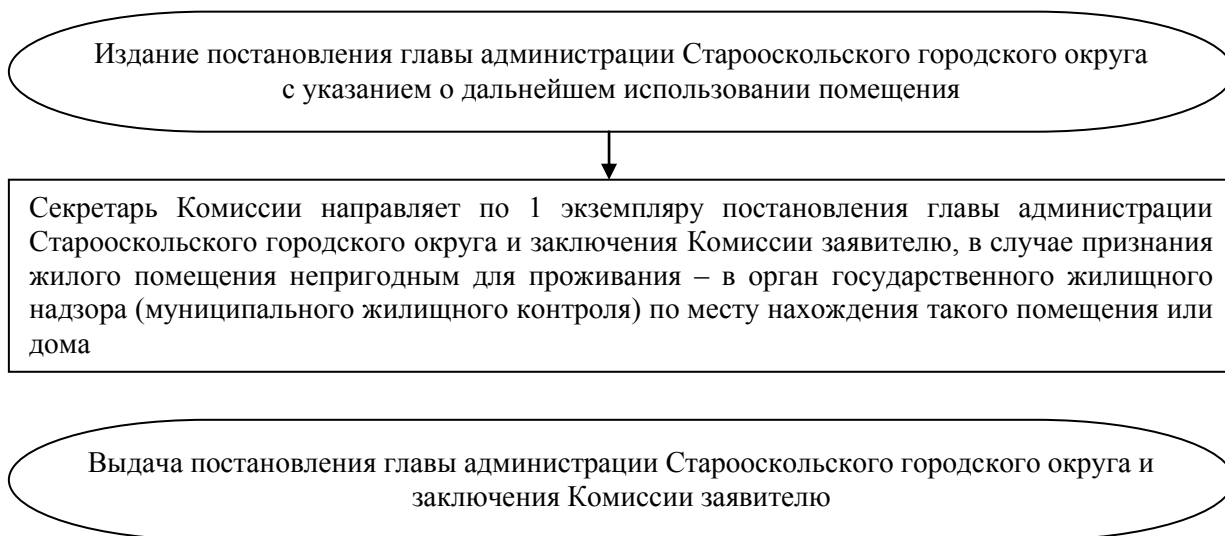 Издание постановления главы администрации Старооскольского городского округа
с указанием о дальнейшем использовании помещения
Секретарь Комиссии направляет по 1 экземпляру постановления главы администрации
Старооскольского городского округа и заключения Комиссии заявителю, в случае признания
жилого помещения непригодным для проживания – в орган государственного жилищного
надзора (муниципального жилищного контроля) по месту нахождения такого помещения или
дома
Выдача постановления главы администрации Старооскольского городского округа и
заключения Комиссии заявителю